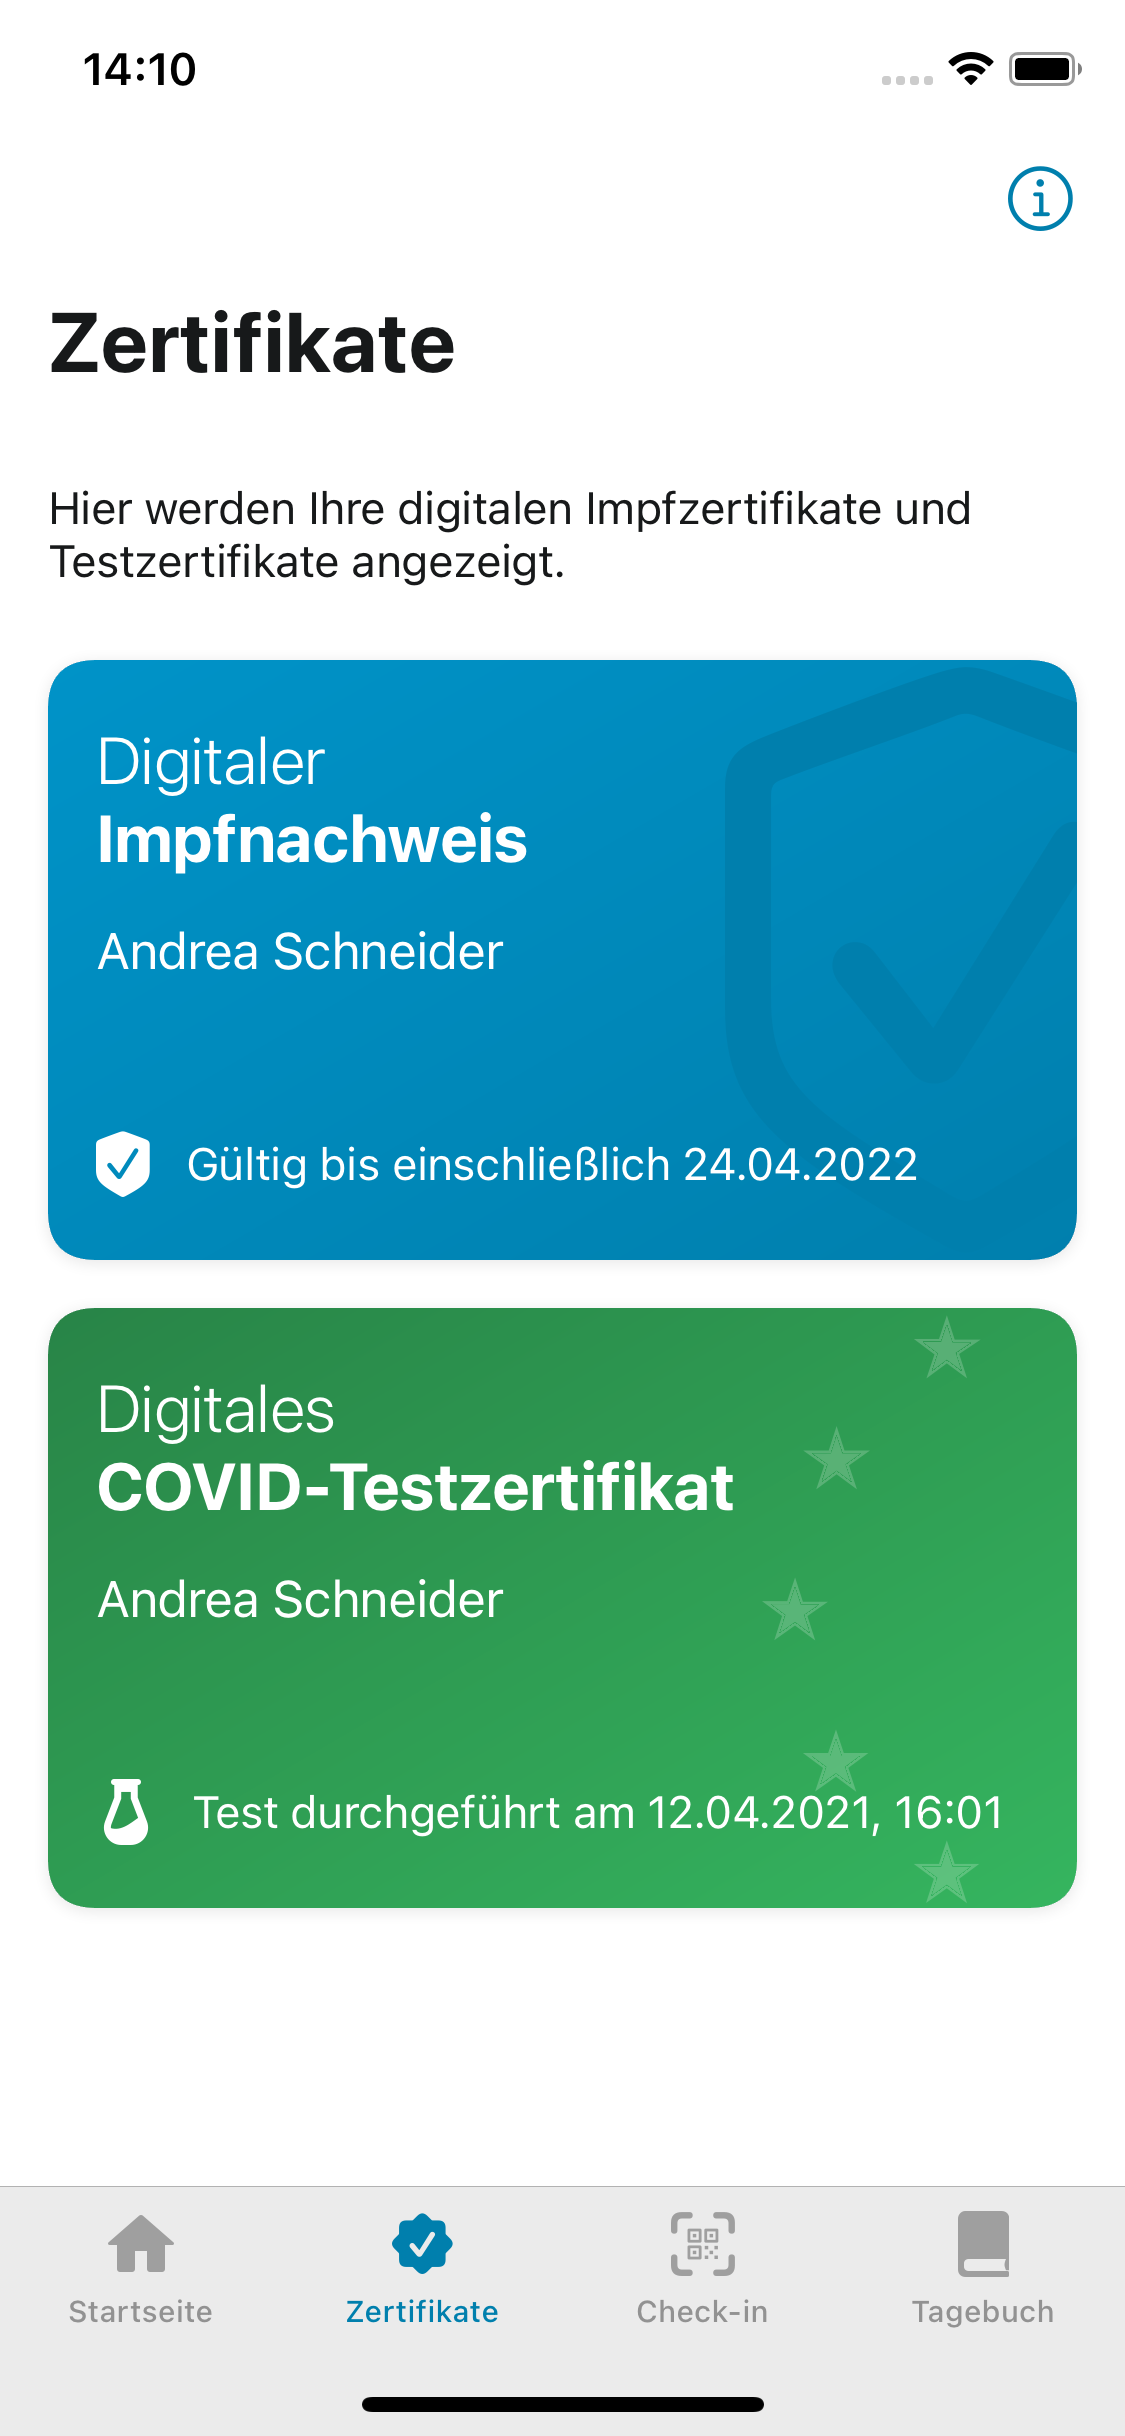 14:10
Zertifikate
Hier werden Ihre digitalen Impfzertifikate und
Testzertifikate angezeigt.
Digitaler
Impfnachweis
Andrea Schneider
Gültig bis einschließlich 24.04.2022
Digitales
COVID-Testzertifikat
Andrea Schneider
Test durchgeführt am 12.04.2021, 16:01
Startseite
Zertifikate
Check-in
Tagebuch